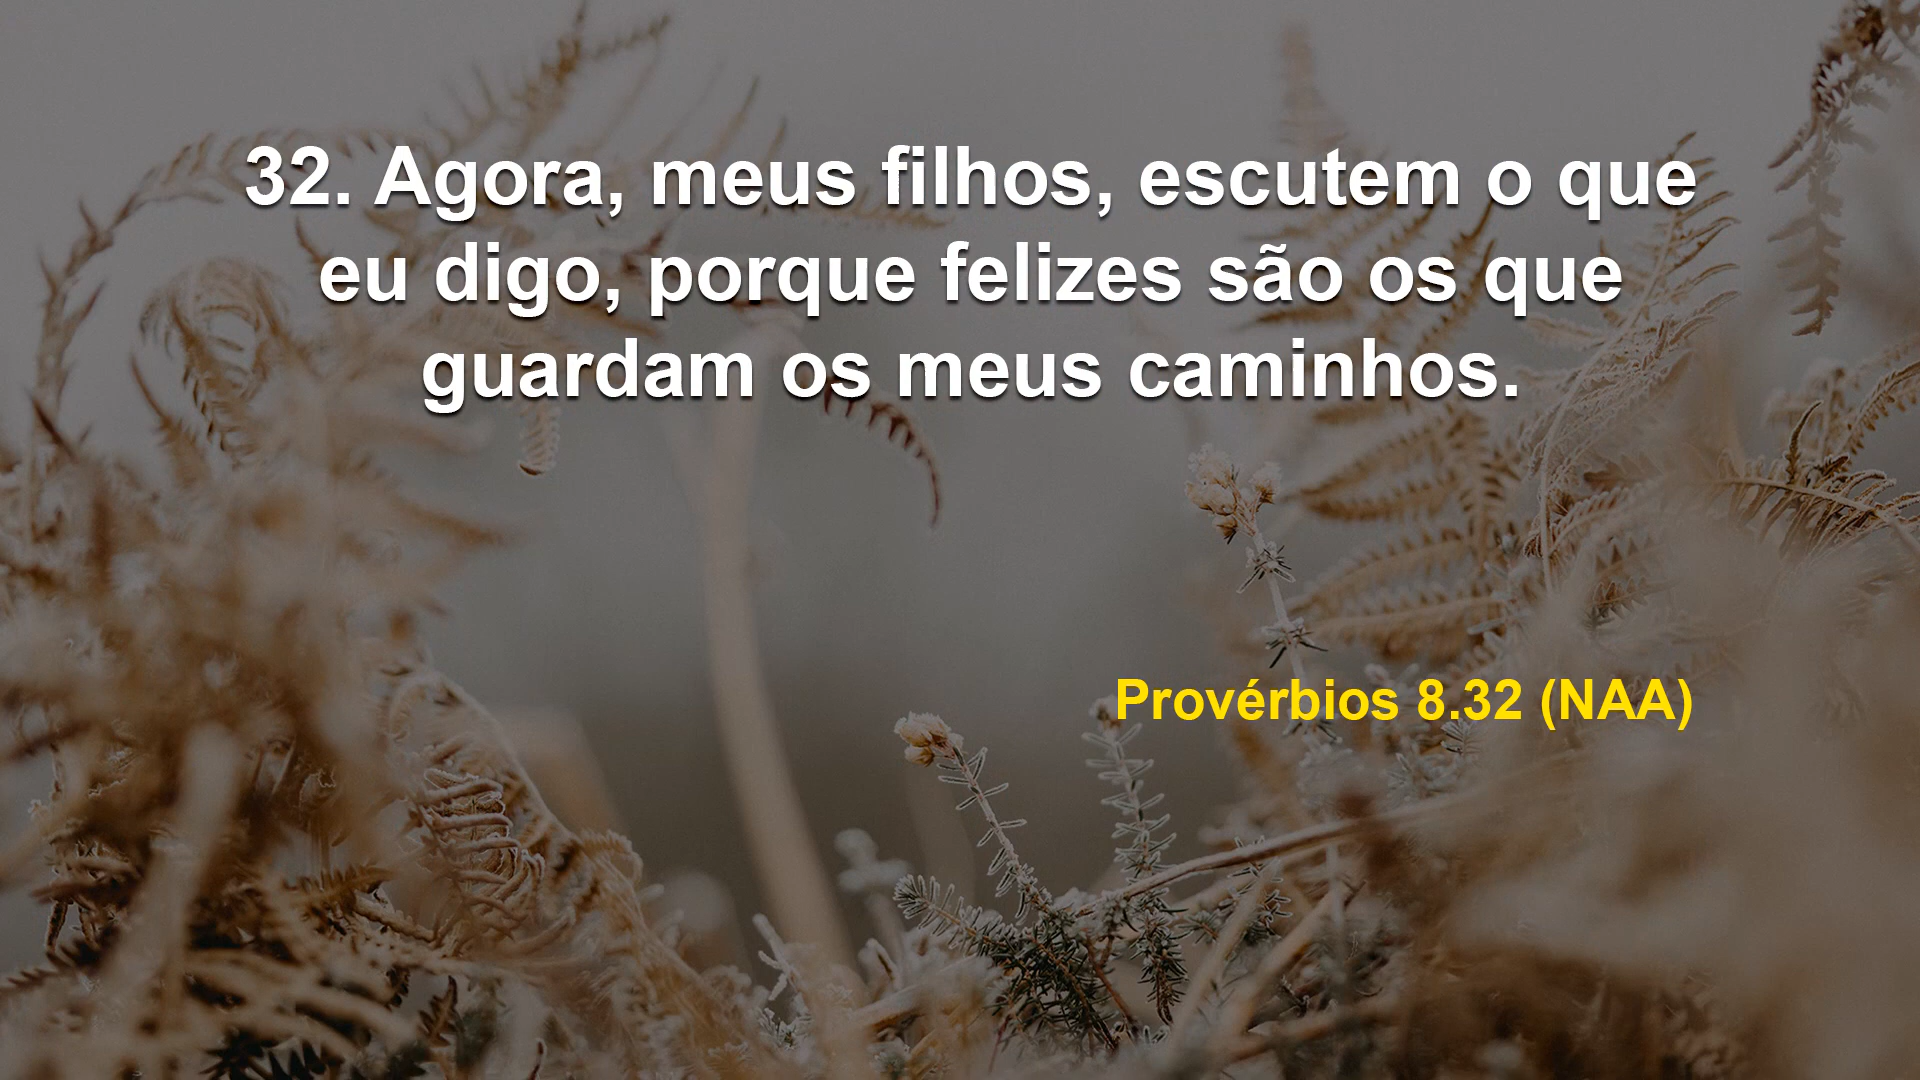 32. Agora, meus filhos, escutem o que
eu digo, porque felizes são os que
guardam os meus caminhos.
Provérbios 8.32 (NAA)